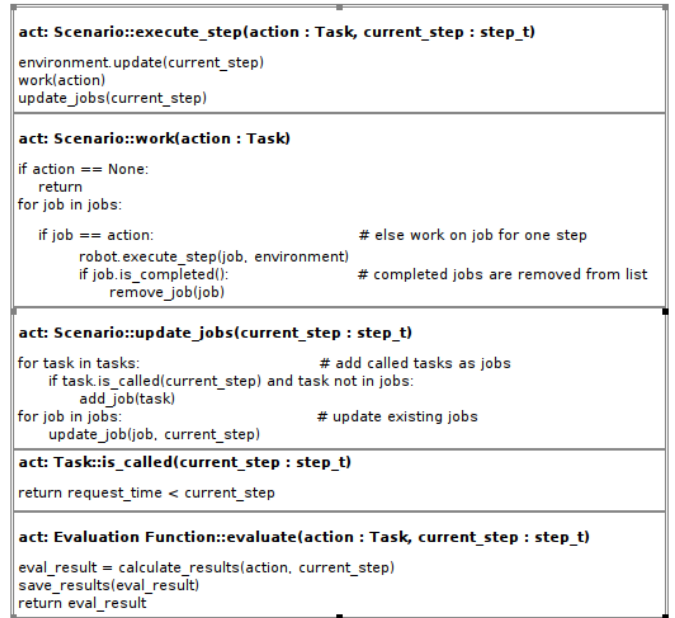 act: Scenario::execute_step(action : Task, current_step : step_t)
environment.update(current_step)
work(action)
update_jobs(current_step)
act: Scenario::work(action : Task)
if action == None:
return
for job in jobs:
if job == action: # else work on job for one step
robot.execute_step(job, environment)
if job.is_completed(): # completed jobs are removed from list
remove_job(job)
act: Scenario::update_jobs(current_step : step_t)
for task in tasks: # add called tasks as jobs
if task.is_called(current_step) and task not in jobs:
add_job(task)
for job in jobs: # update existing jobs
update_job(job, current_step)
act: Task::is_called(current_step : step_t)
return request_time < current_step
act: Evaluation Function::evaluate(action : Task, current_step : step_t)
eval_result = calculate_results(action, current_step)
save_results(eval_result)
return eval_result